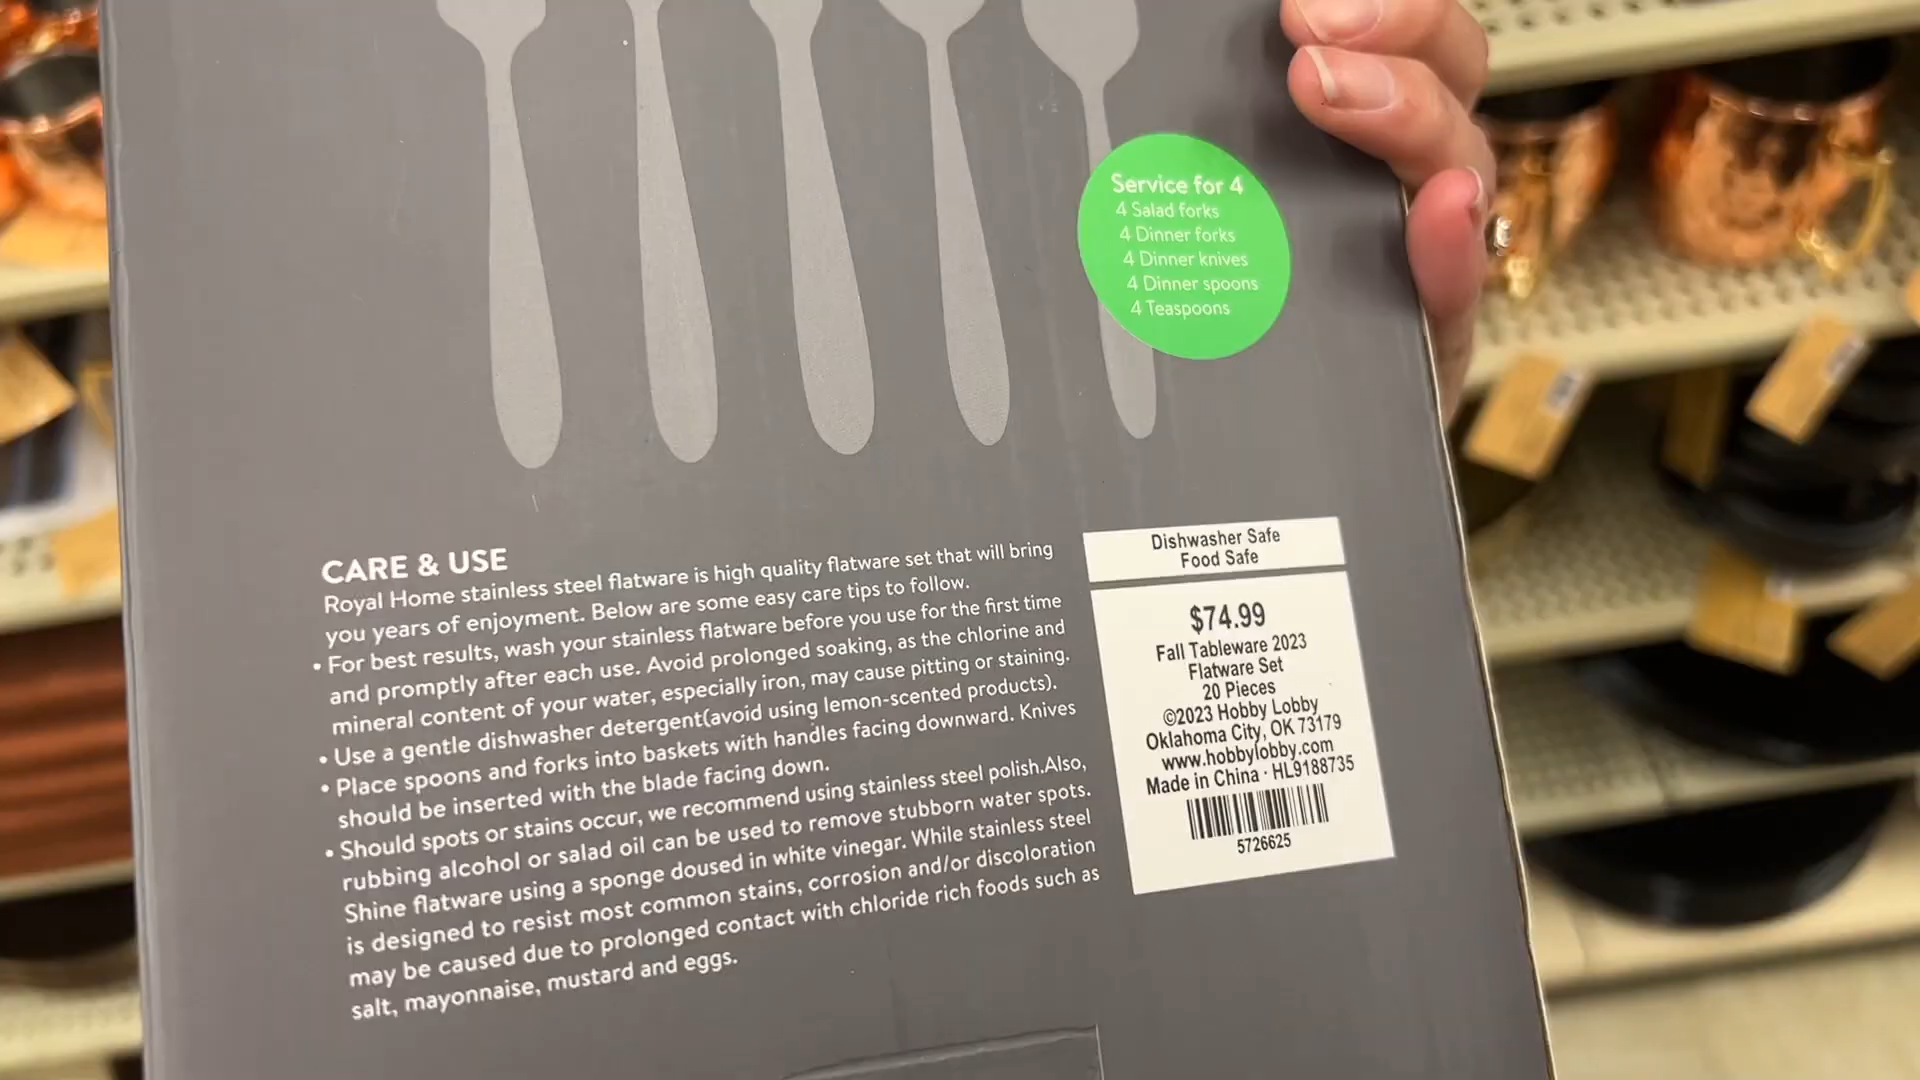 Service for 4
4 Salad forks
4 Dinner forks
4 Dinner knives
4 Dinner spoons
4 Teaspoons
CARE & USE
Royal Home stainless steel flatware is high quality flatware set that will bring
you years of enjoyment. Below are some easy care tips to follow.
• For best results, wash your stainless flatware before you use for the first time
and promptly after each use. Avoid prolonged soaking, as the chlorine and
mineral content of your water, especially iron, may cause pitting or staining.
• Use a gentle dishwasher detergent(avoid using lemon-scented products).
• Place spoons and forks into baskets with handles facing downward. Knives
should be inserted with the blade facing down.
• Should spots or stains occur, we recommend using stainless steel polish.Also,
rubbing alcohol or salad oil can be used to remove stubborn water spots.
Shine flatware using a sponge doused in white vinegar. While stainless steel
is designed to resist most common stains, corrosion and/or discoloration
may be caused due to prolonged contact with chloride rich foods such as
salt, mayonnaise, mustard and eggs.
Dishwasher Safe
Food Safe
$74.99
Fall Tableware 2023
Flatware Set
20 Pieces
©2023 Hobby Lobby
Oklahoma City, OK 73179
www.hobbylobby.com
Made in China · HL9188735
5726625